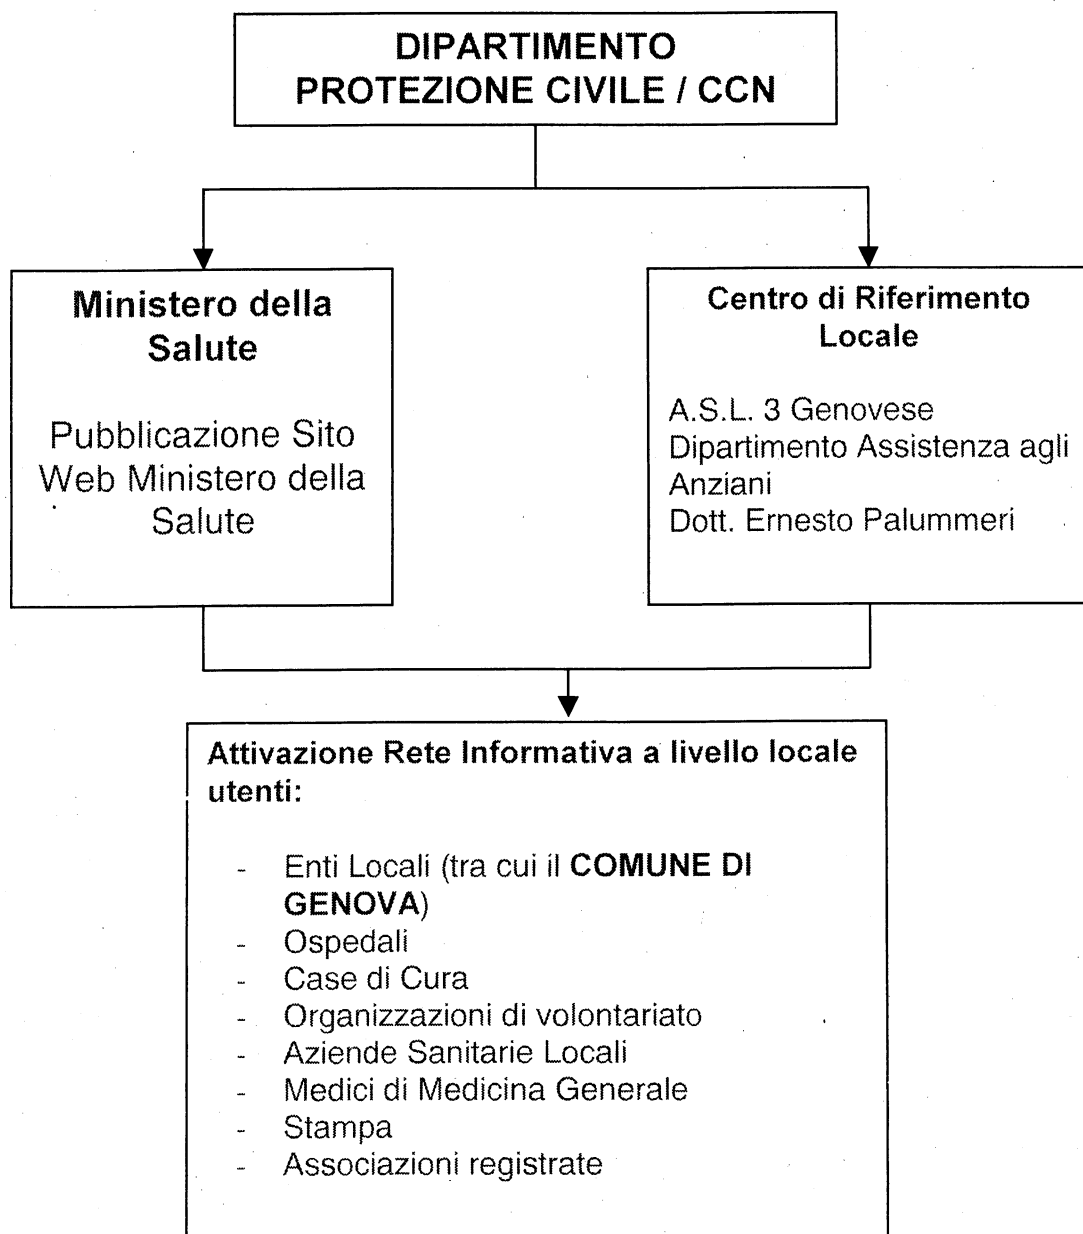 DIPARTIMENTO
PROTEZIONE CIVILE / CCN
Ministero della
Salute
Pubblicazione Sito
Web Ministero della
Salute
Centro di Riferimento
Locale
A.S.L. 3 Genovese
Dipartimento Assistenza agli
Anziani
Dott. Ernesto Palummeri
Attivazione Rete Informativa a livello locale
utenti:
- Enti Locali (tra cui il COMUNE DI
GENOVA)
- Ospedali
- Case di Cura
- Organizzazioni di volontariato
- Aziende Sanitarie Locali
- Medici di Medicina Generale
- Stampa
- Associazioni registrate